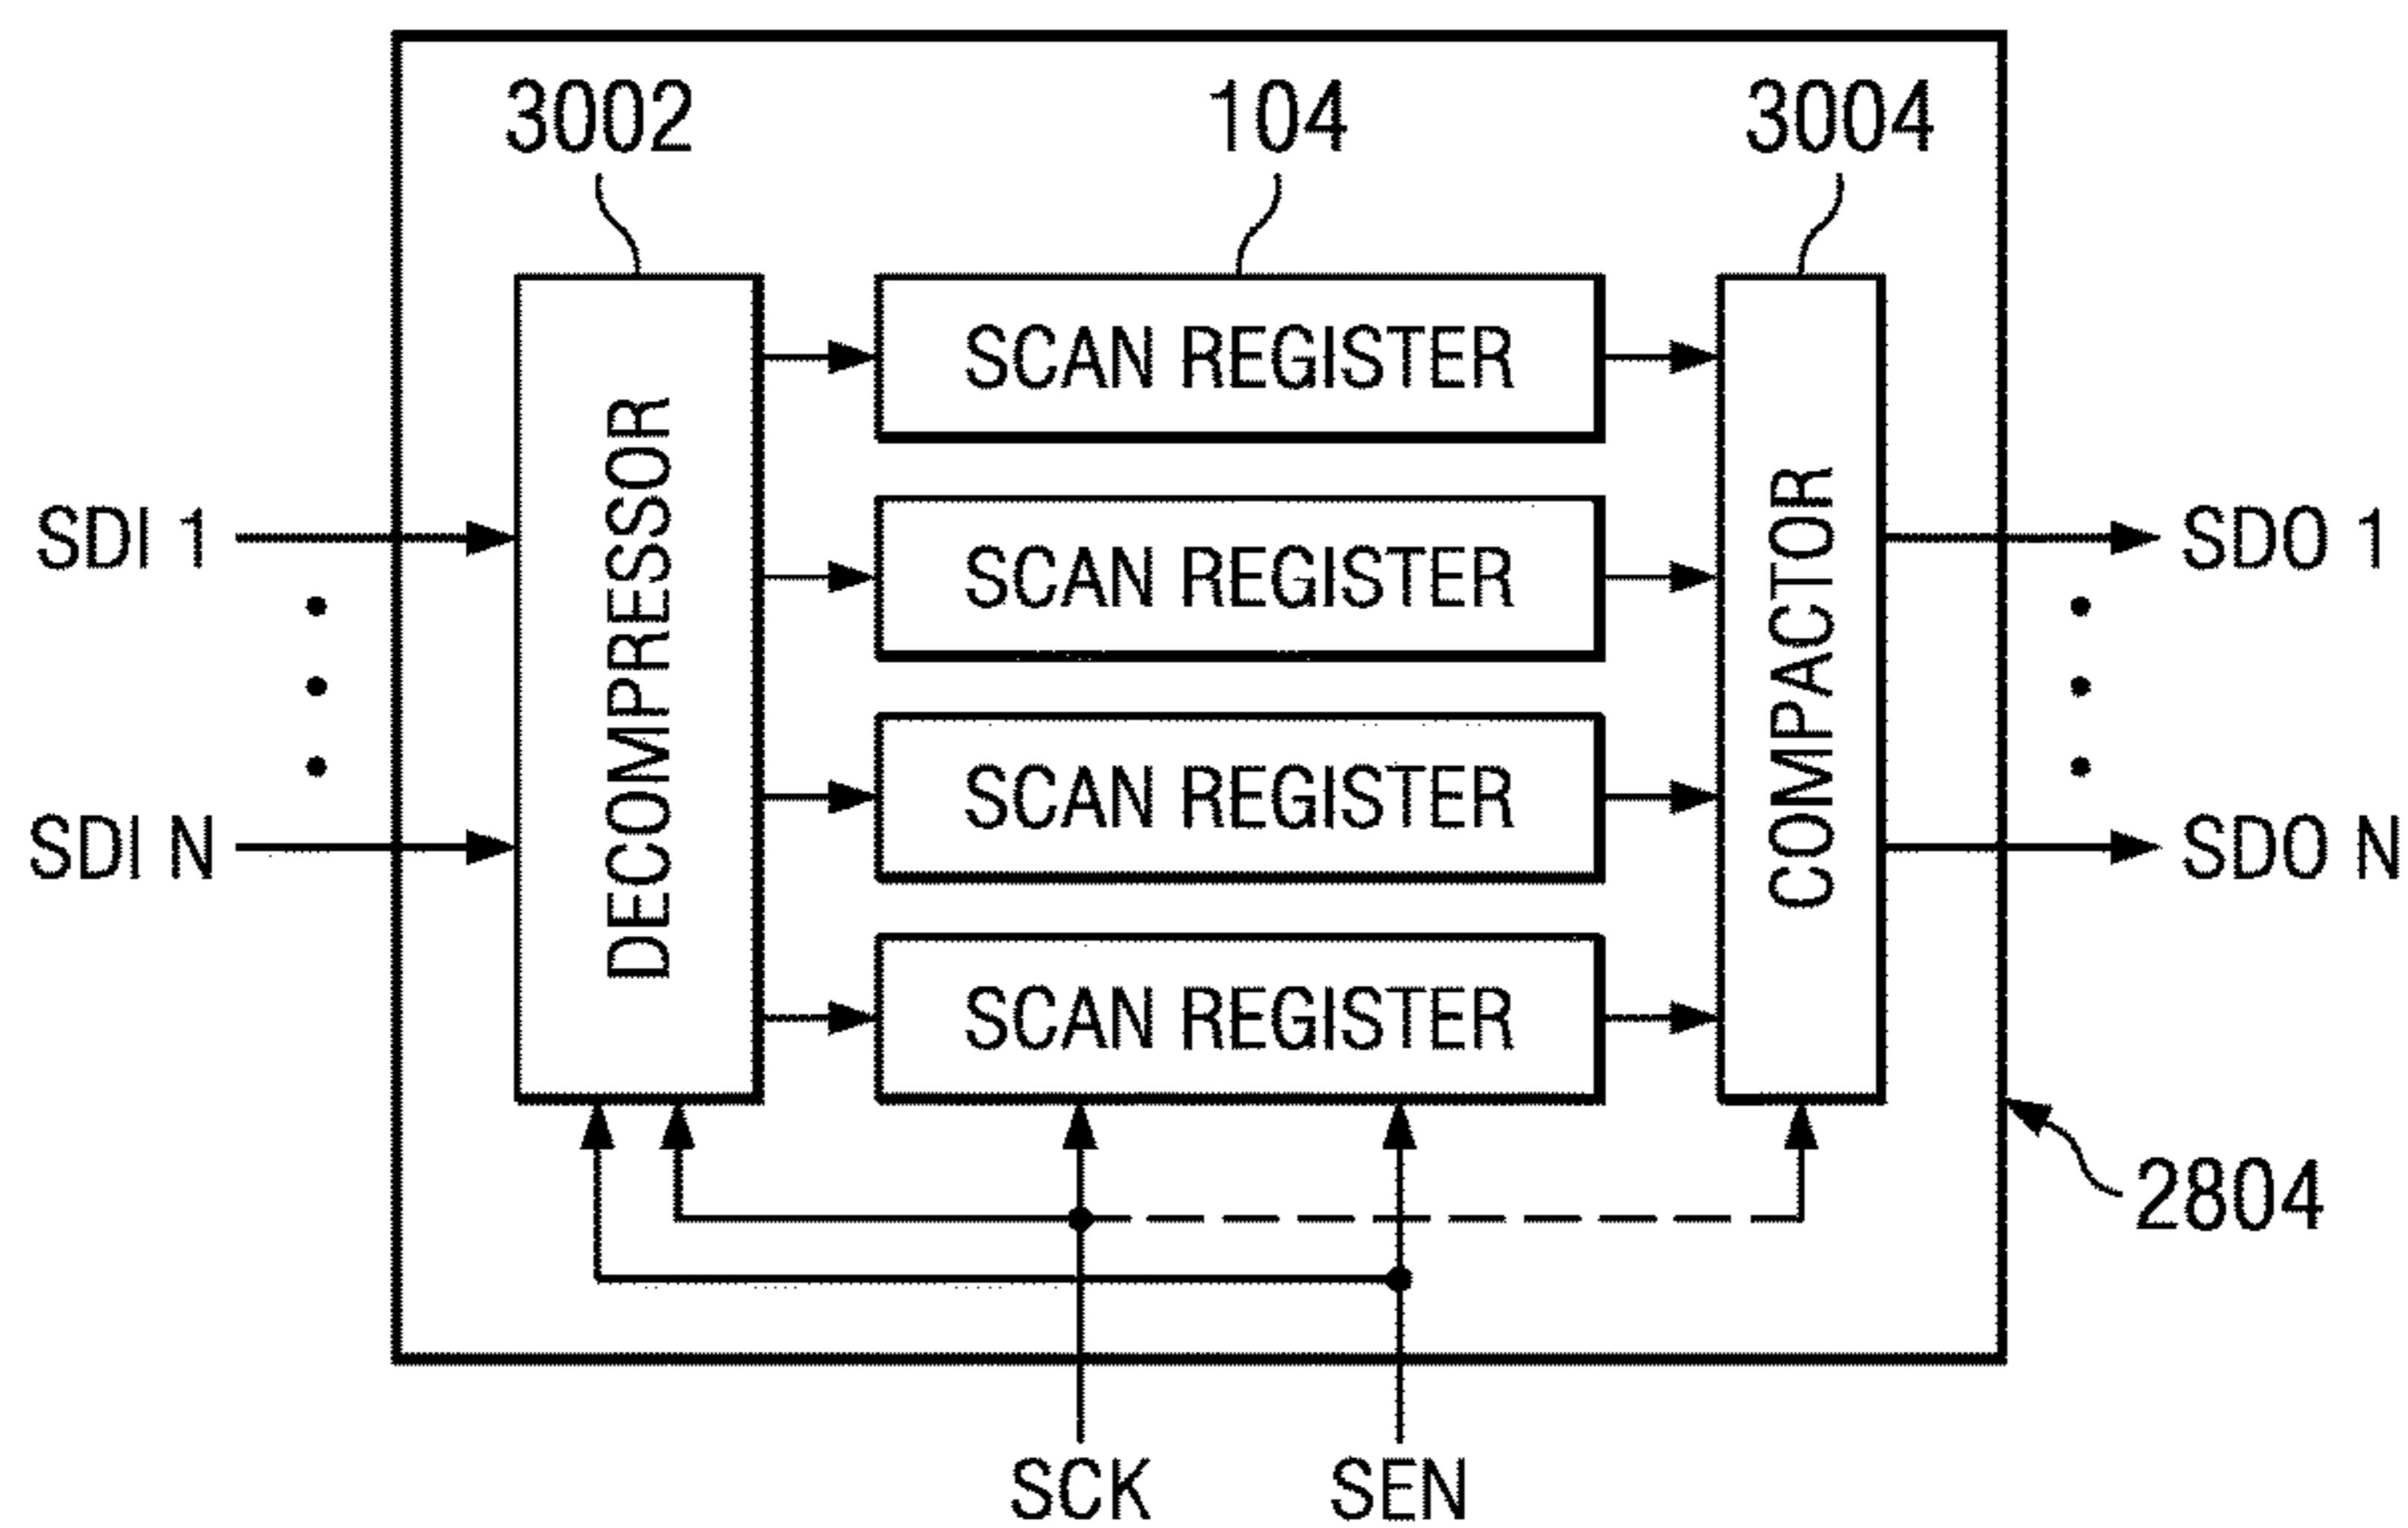 3002
104
3004
SCAN REGISTER
SDI 1
DECOMPRESSOR
SCAN REGISTER
COMPACTOR
SDO 1
SCAN REGISTER
SDI N
SDO N
SCAN REGISTER
2804
SCK
SEN